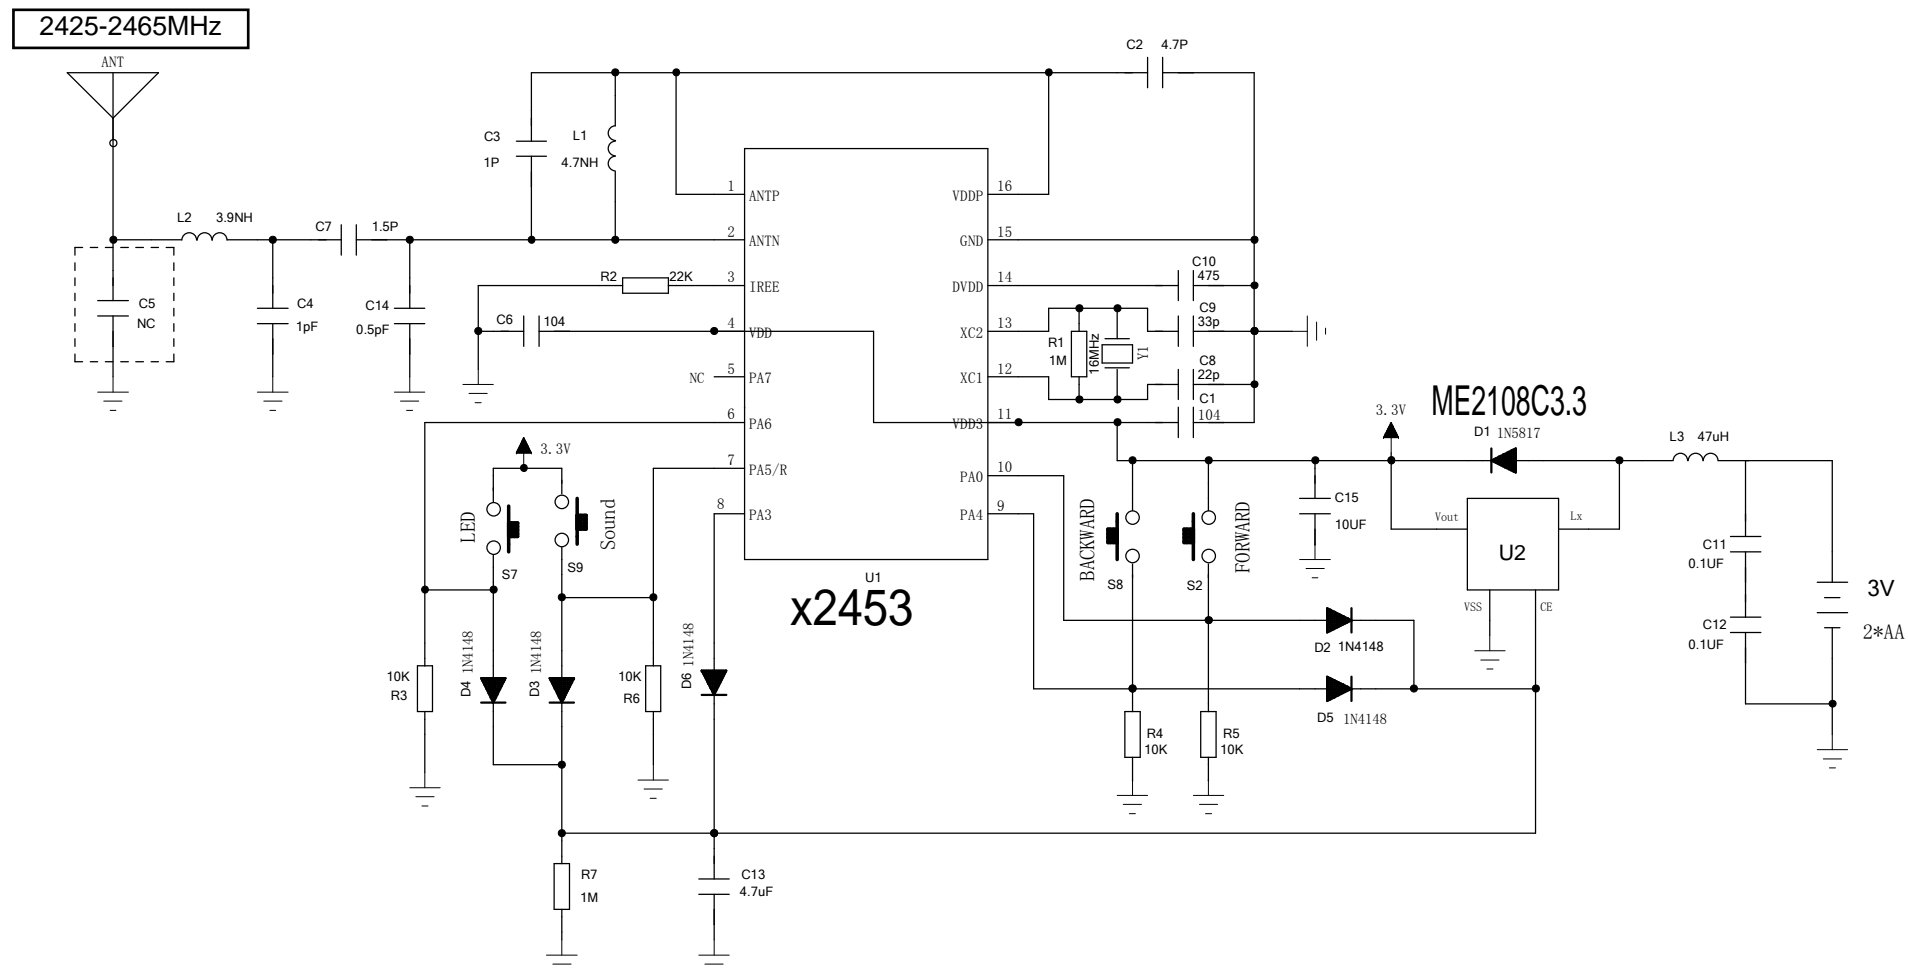 2425-2465MHz
ANT
C2 4.7P
C3
1P
L1
4.7NH
1
ANTP
VDDP
16
L2 3.9NH
C7 1.5P
2
ANTN
GND
15
C5
NC
C4
1pF
C14
0.5pF
R2 22K
3
IREE
DVDD
14
C10
475
C6 104
4
VDD
XC2
13
C9
33p
R1
1M
16MHz
Y1
NC
5
PA7
XC1
12
C8
22p
6
PA6
VDD3
11
C1
104
3.3V
ME2108C3.3
D1 1N5817
L3 47uH
3.3V
7
PA5/R
PA0
10
8
PA3
PA4
9
LED
S7
Sound
S9
BACKWARD
S8
FORWARD
S2
C15
10UF
Vout
Lx
U2
VSS
CE
C11
0.1UF
C12
0.1UF
3V
2*AA
U1
x2453
10K
R3
D4 1N4148
D3 1N4148
10K
R6
D6 1N4148
D2 1N4148
D5 1N4148
R4
10K
R5
10K
R7
1M
C13
4.7uF